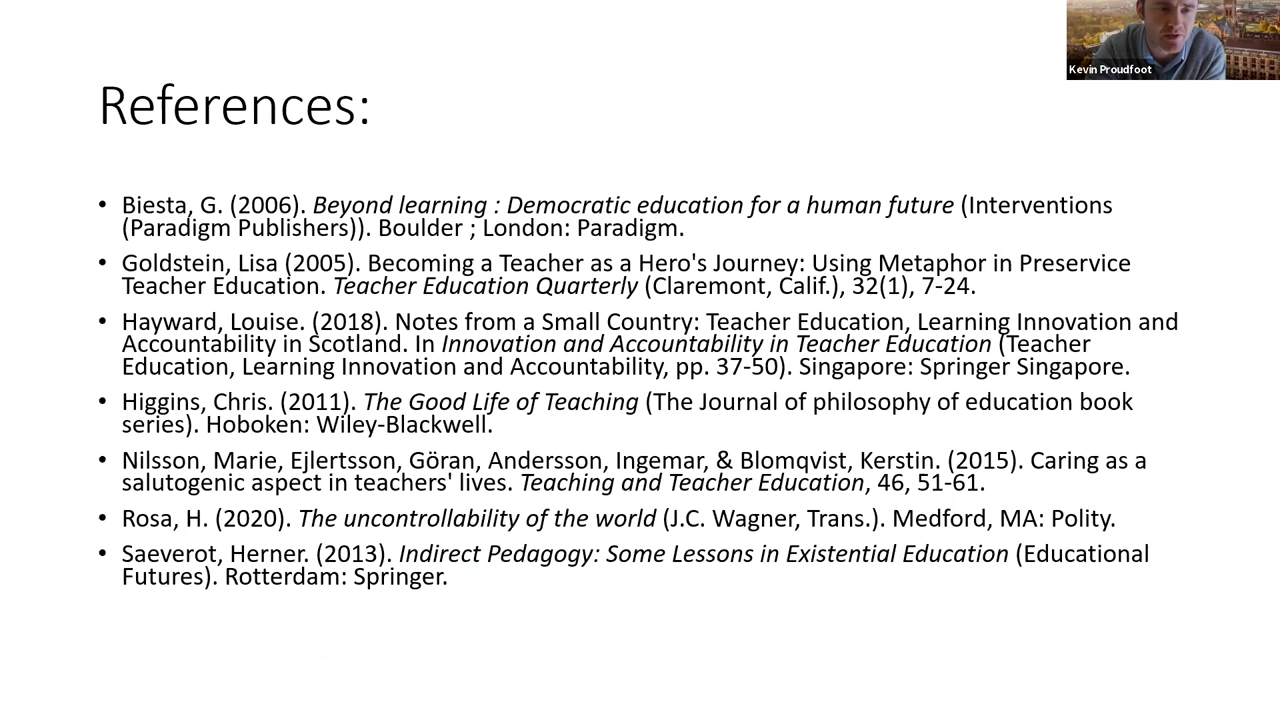 Kevin Proudfoot
References:
• Biesta, G. (2006). Beyond learning : Democratic education for a human future (Interventions
(Paradigm Publishers)). Boulder ; London: Paradigm.
• Goldstein, Lisa (2005). Becoming a Teacher as a Hero's Journey: Using Metaphor in Preservice
Teacher Education. Teacher Education Quarterly (Claremont, Calif.), 32(1), 7-24.
• Hayward, Louise. (2018). Notes from a Small Country: Teacher Education, Learning Innovation and
Accountability in Scotland. In Innovation and Accountability in Teacher Education (Teacher
Education, Learning Innovation and Accountability, pp. 37-50). Singapore: Springer Singapore.
• Higgins, Chris. (2011). The Good Life of Teaching (The Journal of philosophy of education book
series). Hoboken: Wiley-Blackwell.
• Nilsson, Marie, Ejlertsson, Göran, Andersson, Ingemar, & Blomqvist, Kerstin. (2015). Caring as a
salutogenic aspect in teachers' lives. Teaching and Teacher Education, 46, 51-61.
• Rosa, H. (2020). The uncontrollability of the world (J.C. Wagner, Trans.). Medford, MA: Polity.
• Saeverot, Herner. (2013). Indirect Pedagogy: Some Lessons in Existential Education (Educational
Futures). Rotterdam: Springer.